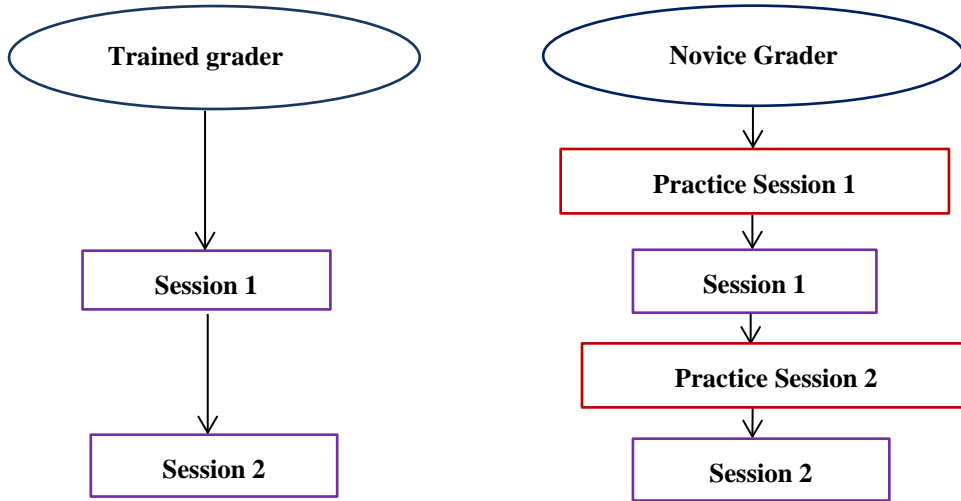 Trained grader
Session 1
Session 2
Novice Grader
Practice Session 1
Session 1
Practice Session 2
Session 2